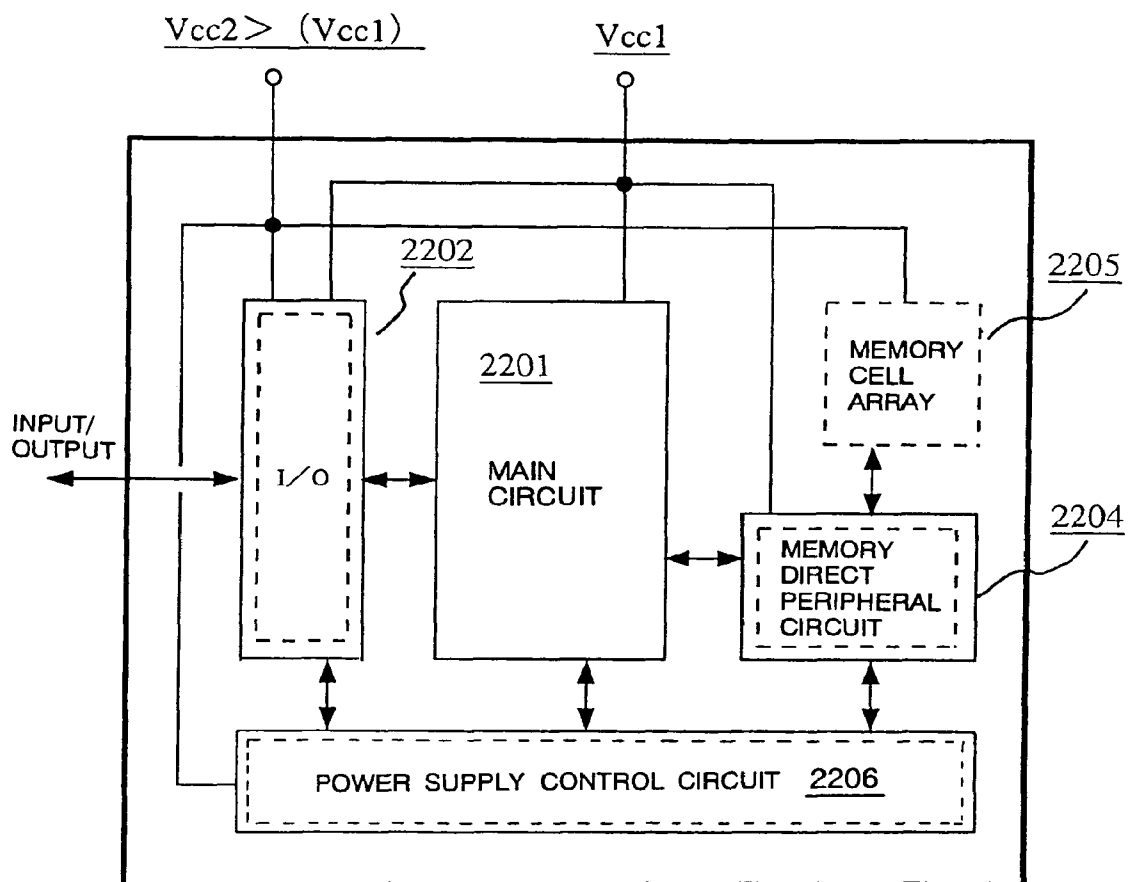 Vcc2> (Vcc1)
Vcc1
2202
2205
2201
MEMORY
CELL
ARRAY
INPUT/
OUTPUT
I/O
MAIN
CIRCUIT
2204
MEMORY
DIRECT
PERIPHERAL
CIRCUIT
POWER SUPPLY CONTROL CIRCUIT 2206